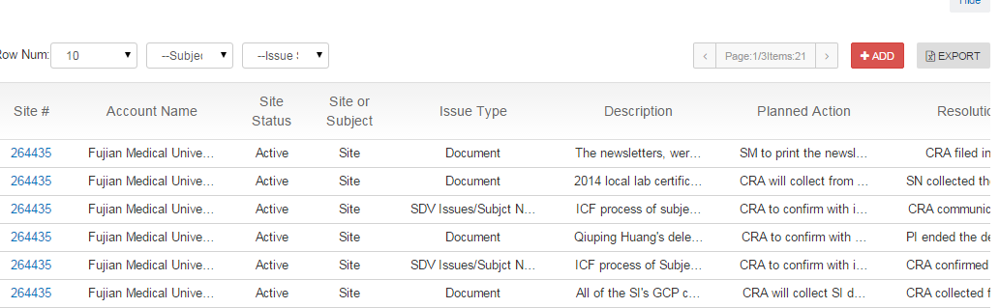 Hide
Row Num: 10 --Subje --Issue < Page:1/3Items:21 > ADD EXPORT
Site # Account Name Site Status Site or Subject Issue Type Description Planned Action Resolutio
264435 Fujian Medical Unive... Active Site Document The newsletters, wer... SM to print the newsl... CRA filed in
264435 Fujian Medical Unive... Active Site Document 2014 local lab certific... CRA will collect from ... SN collected the
264435 Fujian Medical Unive... Active Site SDV Issues/Subjct N... ICF process of subje... CRA to confirm with i... CRA communic
264435 Fujian Medical Unive... Active Site Document Qiuping Huang's dele... CRA to confirm with ... PI ended the de
264435 Fujian Medical Unive... Active Site SDV Issues/Subjct N... ICF process of Subje... CRA to confirm with i... CRA confirmed
264435 Fujian Medical Unive... Active Site Document All of the SI's GCP c... CRA will collect SI d... CRA collected f